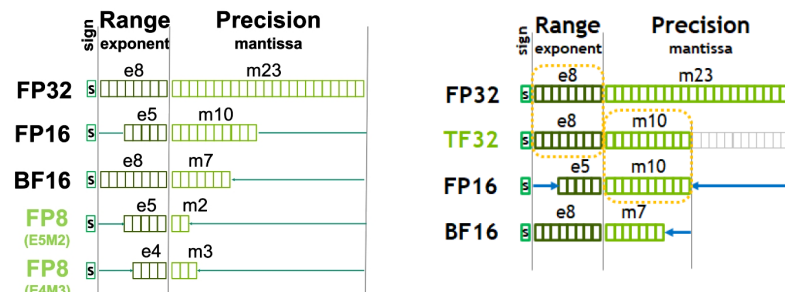 sign Range Precision
exponent mantissa
e8 m23
FP32 s
e5 m10
FP16 s
e8 m7
BF16 s
e5 m2
FP8 s
(E5M2)
e4 m3
FP8 s
(E4M3)
sign Range Precision
exponent mantissa
e8 m23
FP32 s
e8 m10
TF32 s
e5 m10
FP16 s
e8 m7
BF16 s